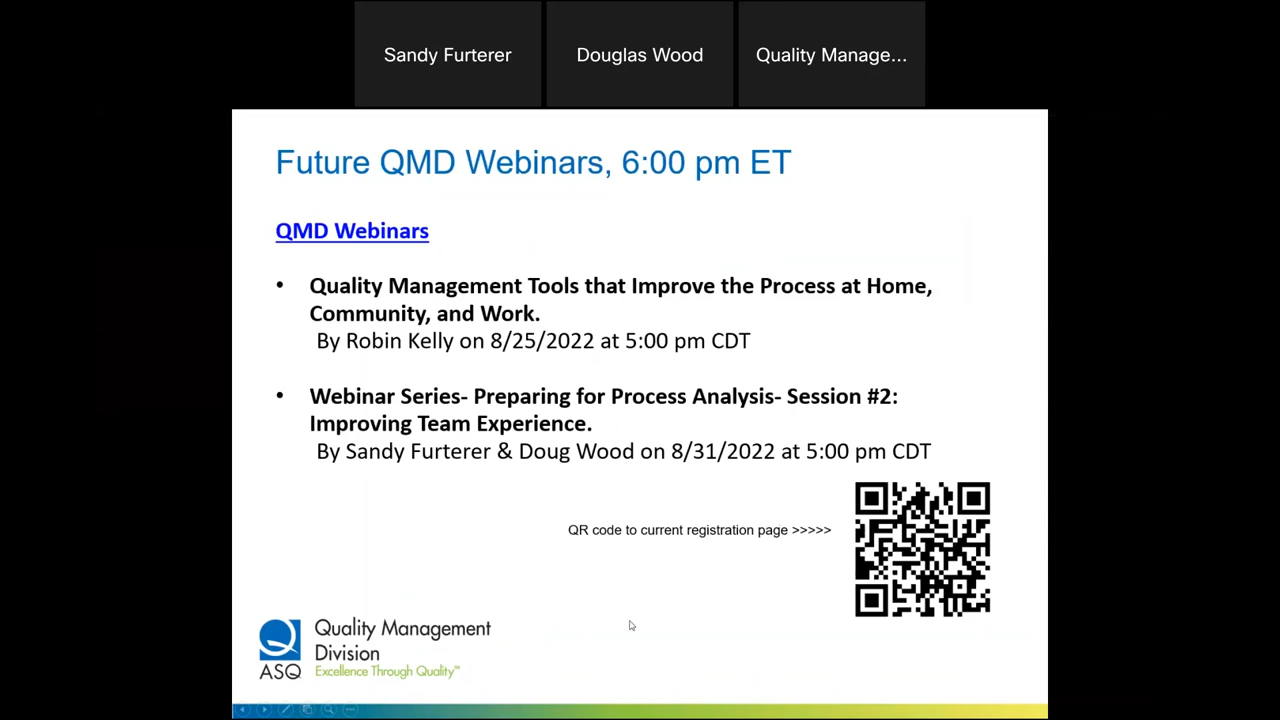 Sandy Furterer
Douglas Wood
Quality Manage...
Future QMD Webinars, 6:00 pm ET
QMD Webinars
• Quality Management Tools that Improve the Process at Home,
Community, and Work.
By Robin Kelly on 8/25/2022 at 5:00 pm CDT
• Webinar Series- Preparing for Process Analysis- Session #2:
Improving Team Experience.
By Sandy Furterer & Doug Wood on 8/31/2022 at 5:00 pm CDT
QR code to current registration page >>>>>
Quality Management
Division
ASQ Excellence Through Quality™